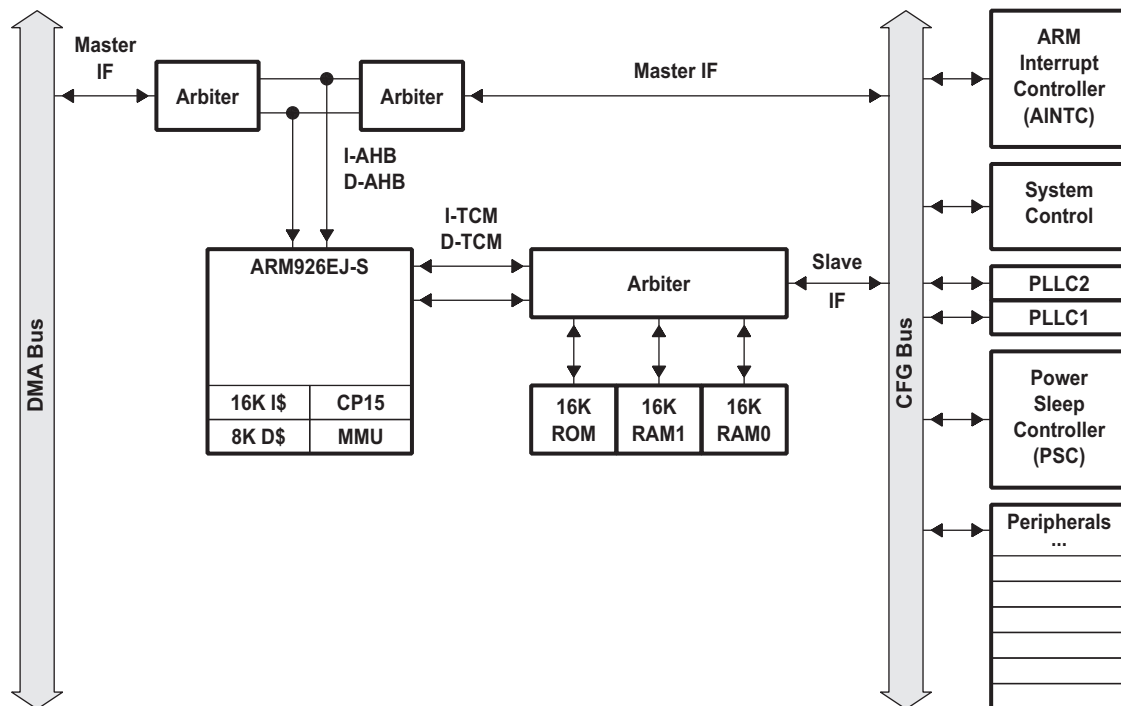 Master
IF
Arbiter
Arbiter
Master IF
I-AHB
D-AHB
I-TCM
D-TCM
ARM926EJ-S
16K I$
CP15
8K D$
MMU
Arbiter
Slave
IF
16K
ROM
16K
RAM1
16K
RAM0
DMA Bus
CFG Bus
ARM
Interrupt
Controller
(AINTC)
System
Control
PLLC2
PLLC1
Power
Sleep
Controller
(PSC)
Peripherals
...